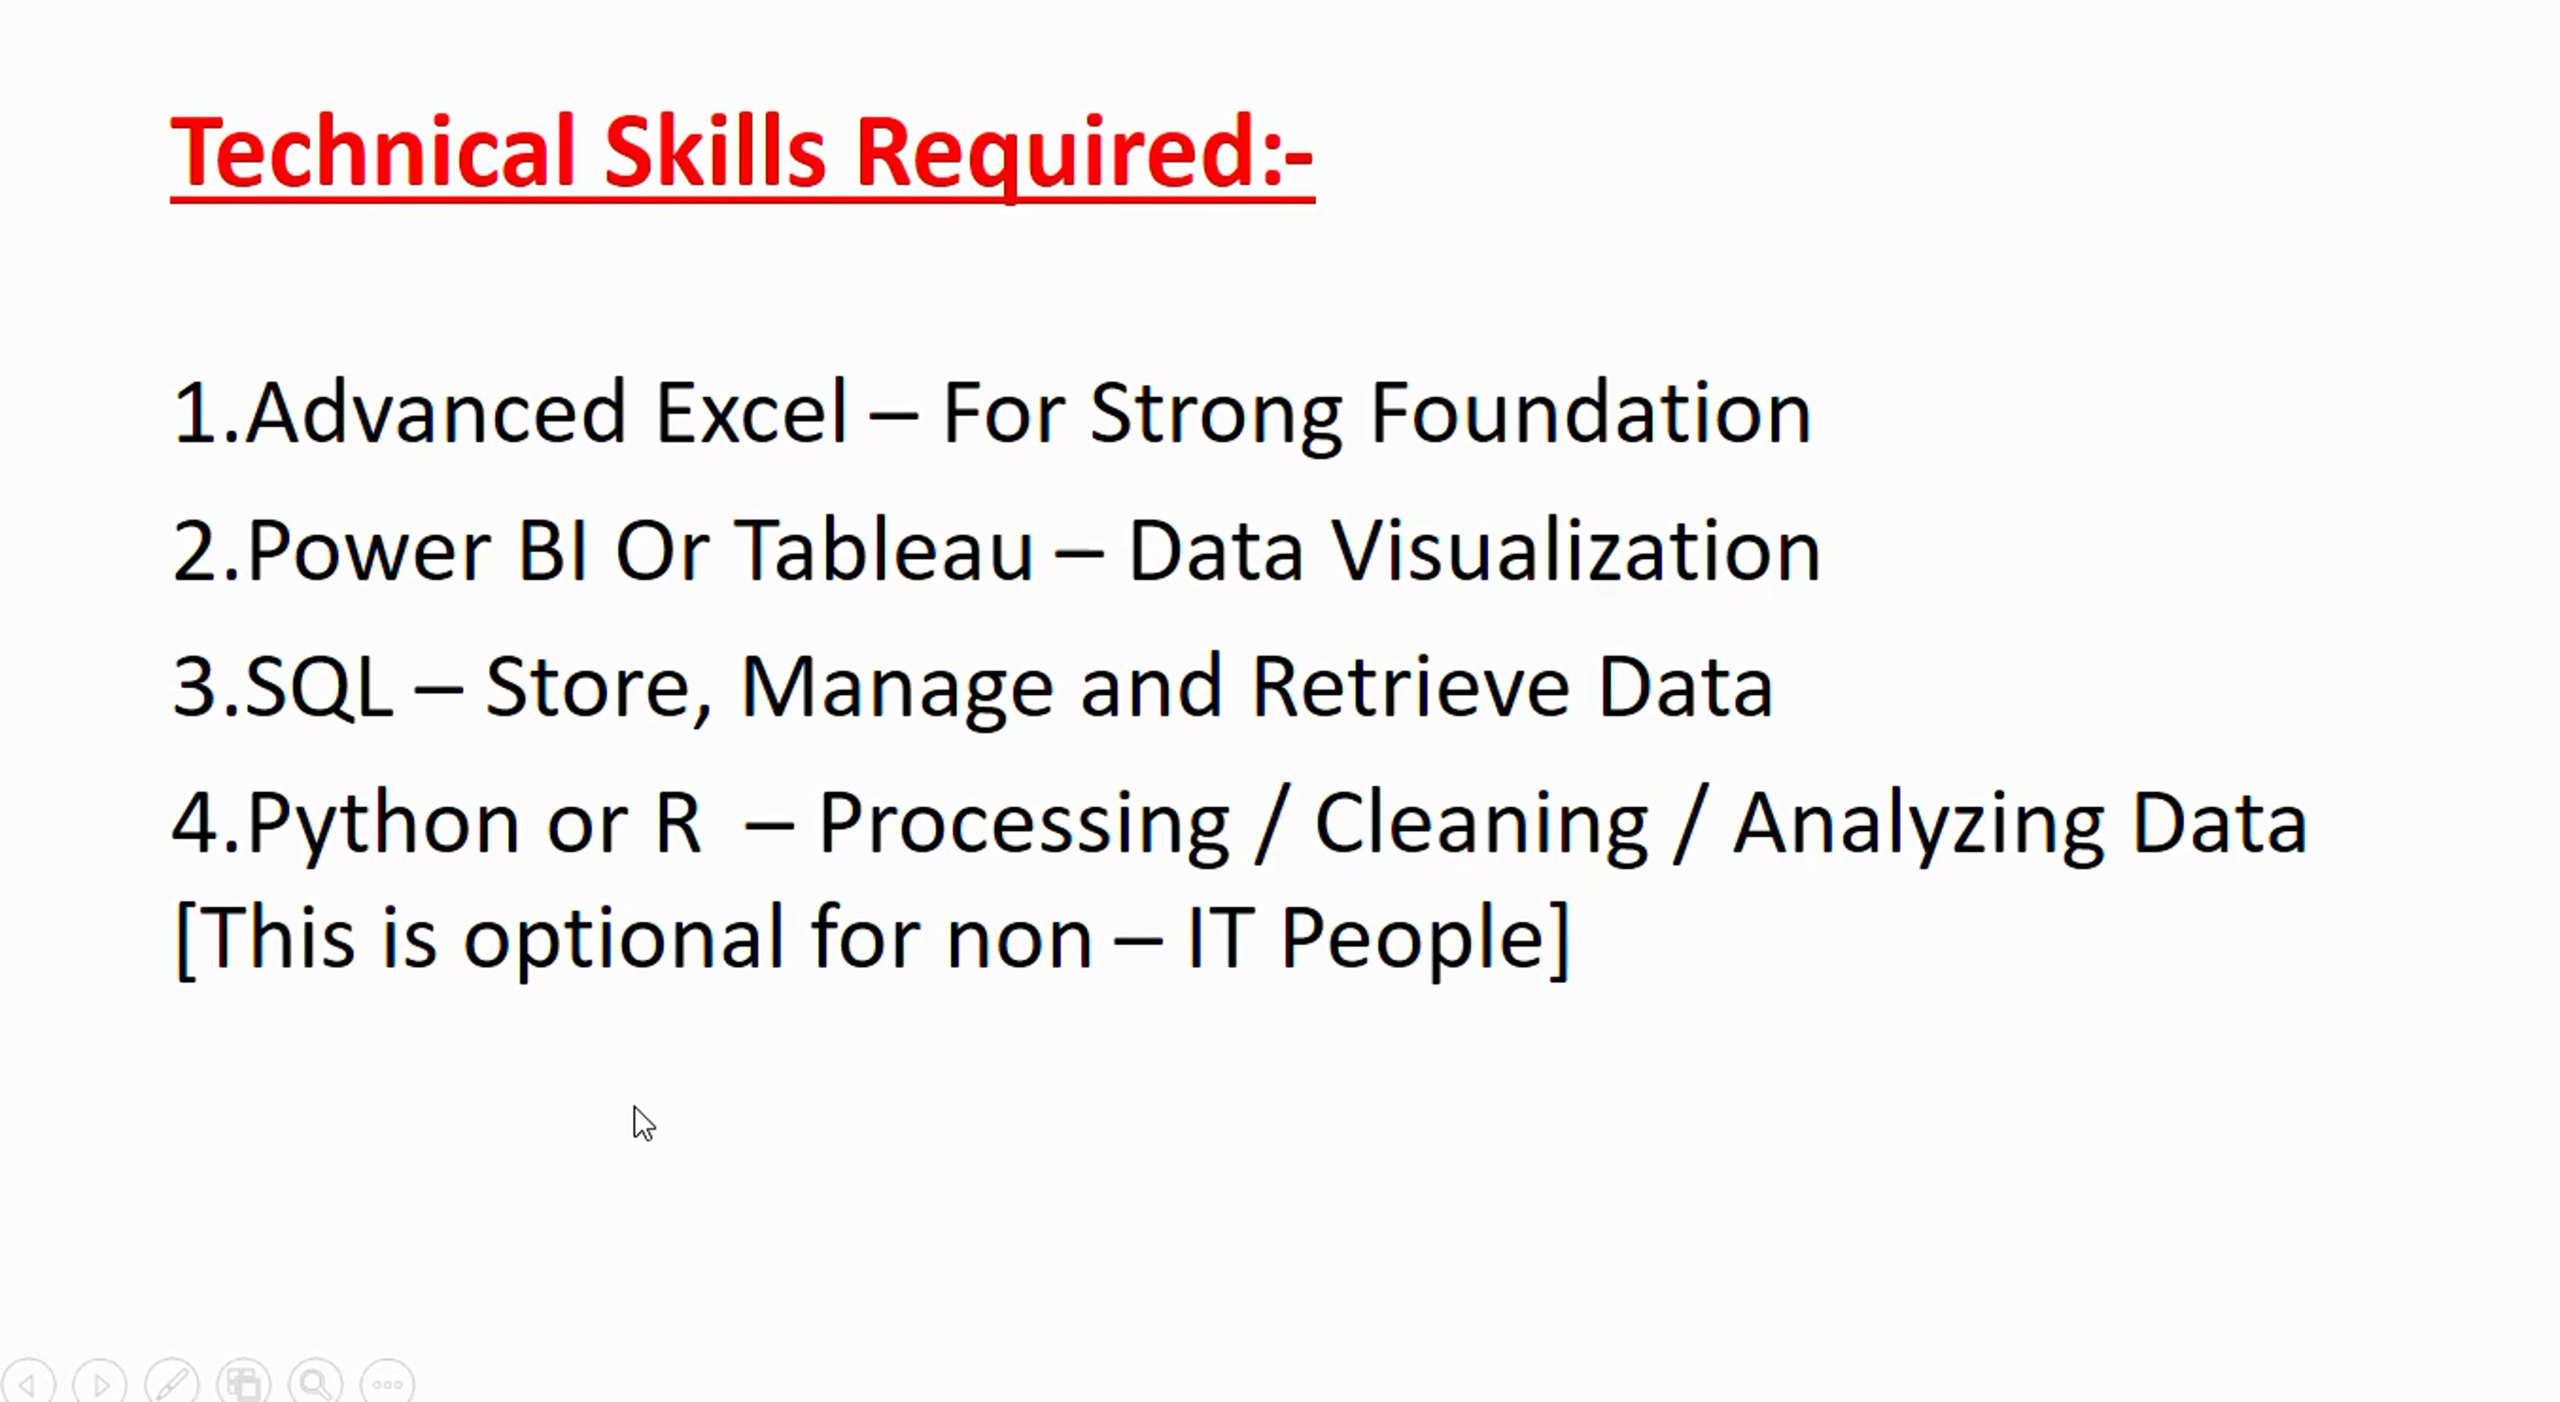 Technical Skills Required:-
1.Advanced Excel – For Strong Foundation
2.Power BI Or Tableau – Data Visualization
3.SQL – Store, Manage and Retrieve Data
4.Python or R  – Processing / Cleaning / Analyzing Data
[This is optional for non – IT People]